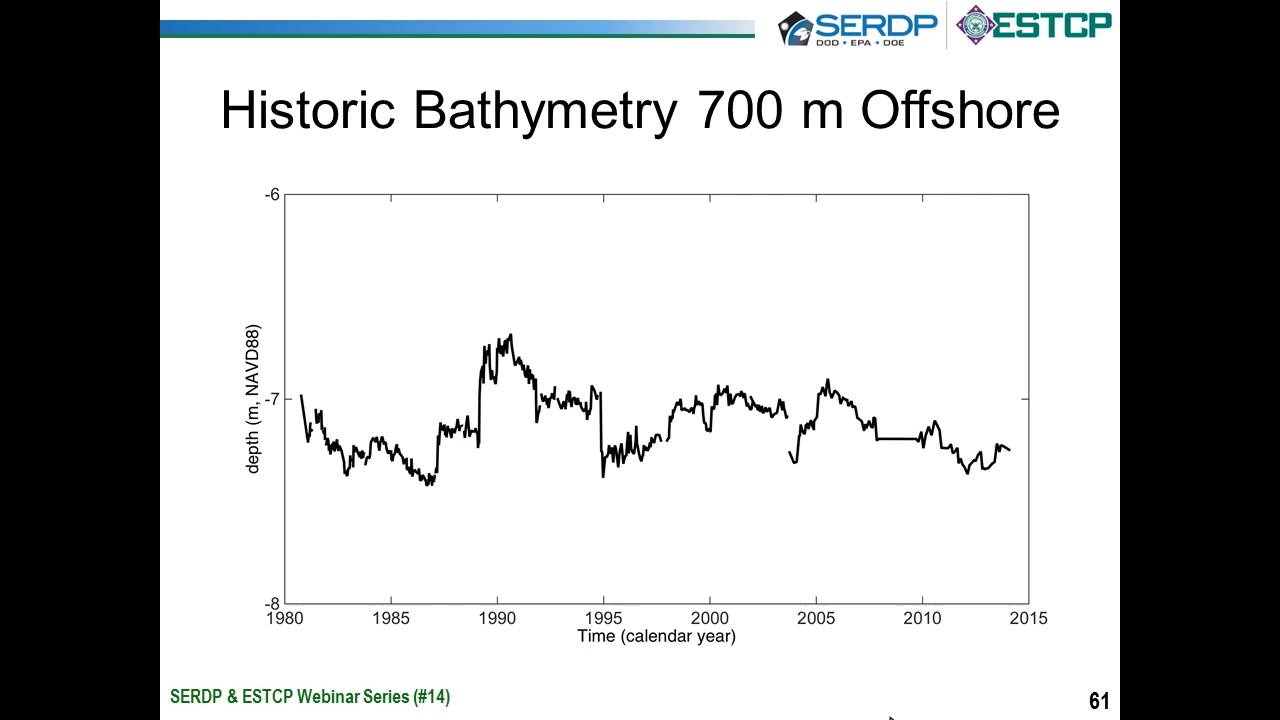 SERDP
DOD • EPA • DOE
ESTCP
Historic Bathymetry 700 m Offshore
-6
-7
-8
depth (m, NAVD88)
1980 1985 1990 1995 2000 2005 2010 2015
Time (calendar year)
SERDP & ESTCP Webinar Series (#14)
61